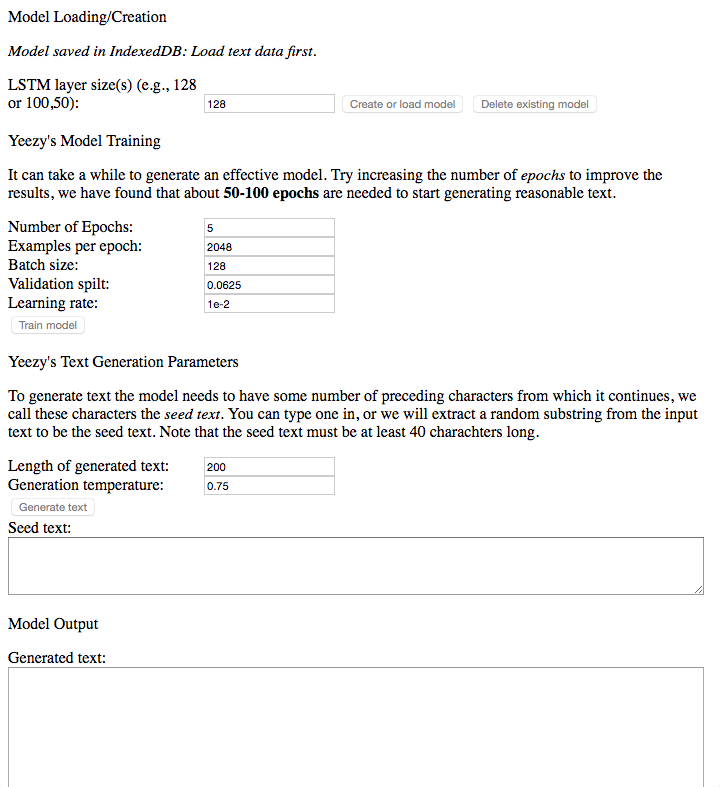 Model Loading/Creation
Model saved in IndexedDB: Load text data first.
LSTM layer size(s) (e.g., 128
or 100,50): 128 Create or load model Delete existing model
Yeezy's Model Training
It can take a while to generate an effective model. Try increasing the number of epochs to improve the
results, we have found that about 50-100 epochs are needed to start generating reasonable text.
Number of Epochs: 5
Examples per epoch: 2048
Batch size: 128
Validation spilt: 0.0625
Learning rate: 1e-2
Train model
Yeezy's Text Generation Parameters
To generate text the model needs to have some number of preceding characters from which it continues, we
call these characters the seed text. You can type one in, or we will extract a random substring from the input
text to be the seed text. Note that the seed text must be at least 40 charachters long.
Length of generated text: 200
Generation temperature: 0.75
Generate text
Seed text:
Model Output
Generated text: